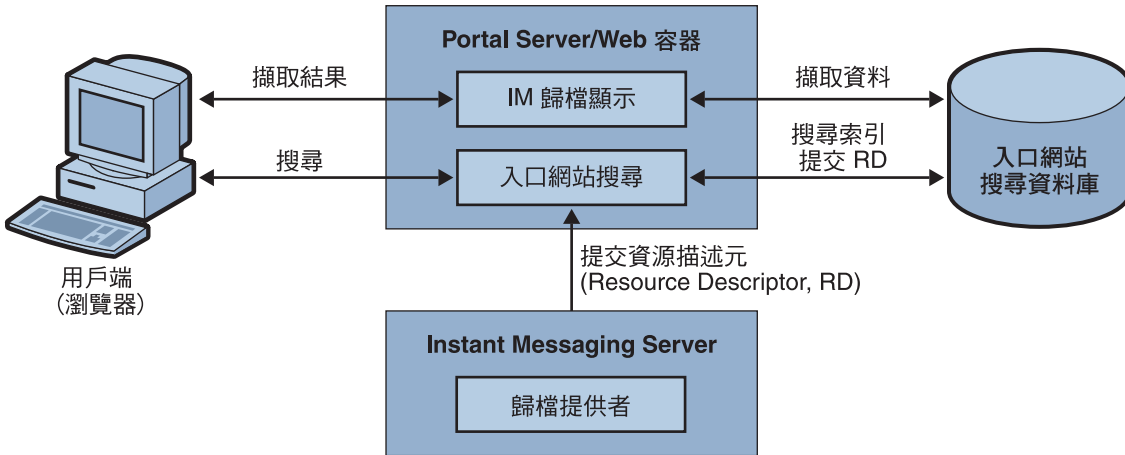 Portal Server/Web 容器
擷取結果
IM 歸檔顯示
擷取資料
搜尋
入口網站搜尋
搜尋索引
提交 RD
入口網站
搜尋資料庫
用戶端
(瀏覽器)
提交資源描述元
(Resource Descriptor, RD)
Instant Messaging Server
歸檔提供者